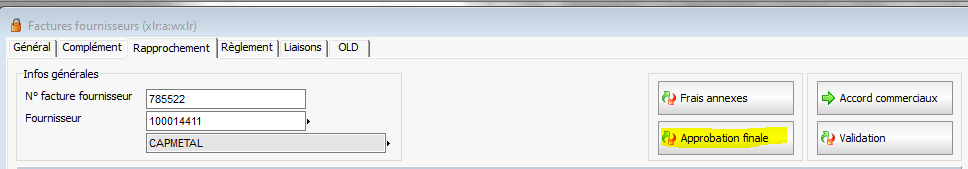 Factures fournisseurs (xlr:a:wxlr)
Général Complément Rapprochement Règlement Liaisons OLD
Infos générales
N° facture fournisseur 785522
Fournisseur 100014411
CAPMETAL
Frais annexes
Accord commerciaux
Approbation finale
Validation